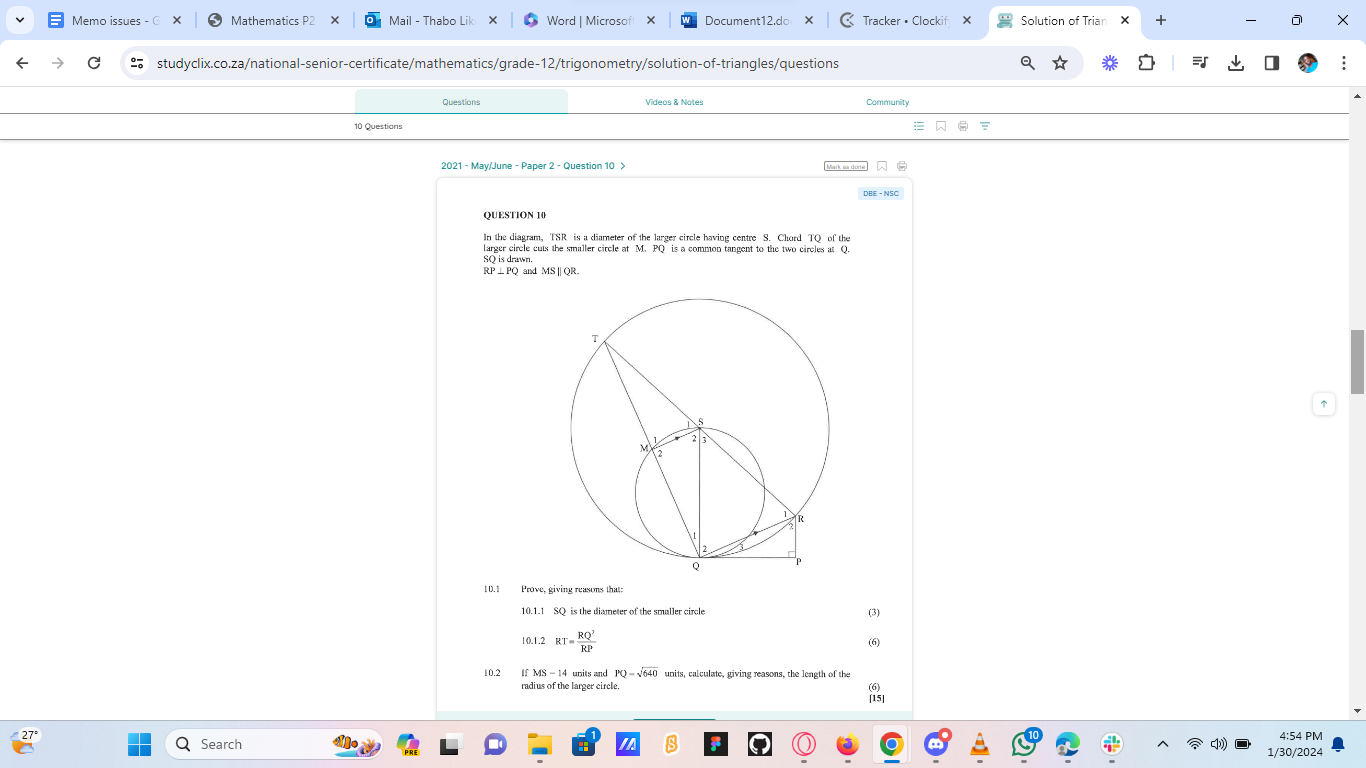 Memo issues - G
Mathematics P2
Mail - Thabo Lik
Word | Microsof
Document 2.do
Tracker • Clockify
Solution of Trian
studyclix.co.za/national-senior-certificate/mathematics/grade-12/trigonometry/solution-of-triangles/questions
Questions
Videos & Notes
Community
10 Questions
2021 - May/June - Paper 2 - Question 10
Mark as done
DBE - NSC
QUESTION 10
In the diagram, TSR is a diameter of the larger circle having centre S. Chord TQ of the
larger circle cuts the smaller circle at M. PQ is a common tangent to the two circles at Q.
SQ is drawn.
RP ⊥ PQ and MS || QR.
T
1 S
1
2 3
M
2
1
R
2
1
2
3
Q
P
10.1 Prove, giving reasons that:
10.1.1 SQ is the diameter of the smaller circle (3)
10.1.2 RT = RQ²/RP (6)
10.2 If MS = 14 units and PQ = √640 units, calculate, giving reasons, the length of the
radius of the larger circle. (6)
[15]
27°
Search
PRE
1
10
4:54 PM
1/30/2024